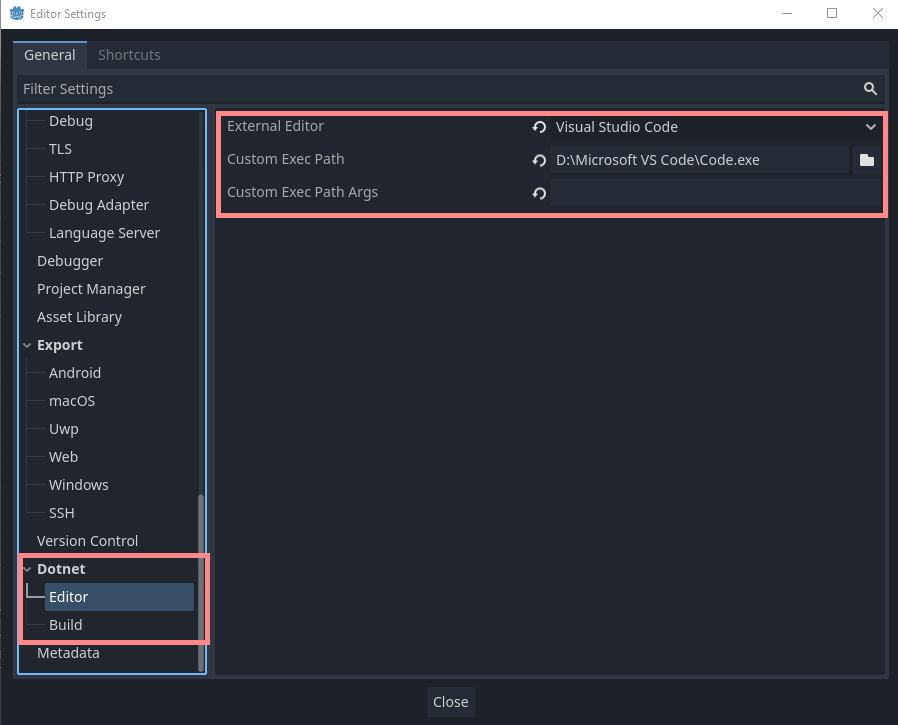 Editor Settings
General
Shortcuts
Filter Settings
Debug
TLS
HTTP Proxy
Debug Adapter
Language Server
Debugger
Project Manager
Asset Library
Export
Android
macOS
Uwp
Web
Windows
SSH
Version Control
Dotnet
Editor
Build
Metadata
External Editor
Visual Studio Code
Custom Exec Path
D:\Microsoft VS Code\Code.exe
Custom Exec Path Args
Close